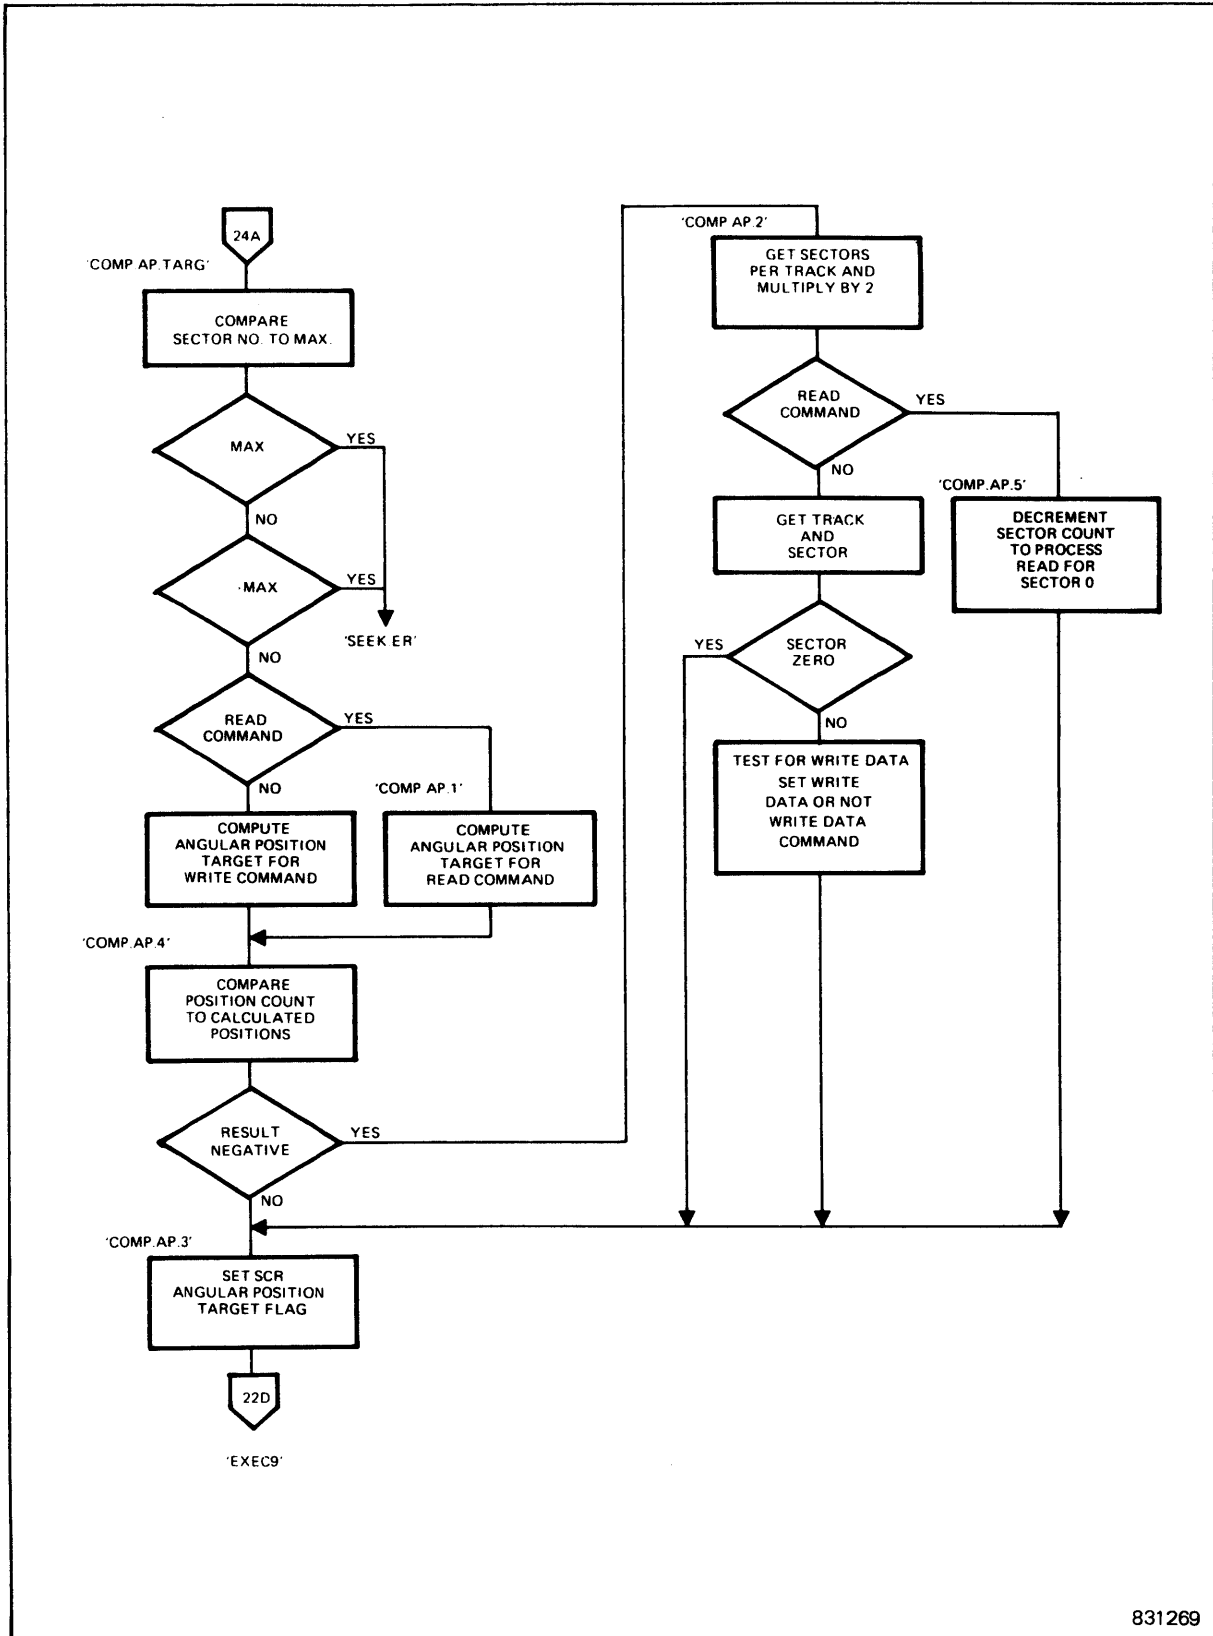 24A
'COMP.AP.TARG'
COMPARE
SECTOR NO. TO MAX.
MAX
YES
NO
MAX
YES
'SEEK.ER'
NO
READ
COMMAND
YES
NO
'COMP AP.1'
COMPUTE
ANGULAR POSITION
TARGET FOR
WRITE COMMAND
COMPUTE
ANGULAR POSITION
TARGET FOR
READ COMMAND
'COMP.AP.4'
COMPARE
POSITION COUNT
TO CALCULATED
POSITIONS
RESULT
NEGATIVE
YES
NO
'COMP.AP.3'
SET SCR
ANGULAR POSITION
TARGET FLAG
22D
'EXEC9'
'COMP AP.2'
GET SECTORS
PER TRACK AND
MULTIPLY BY 2
READ
COMMAND
YES
NO
GET TRACK
AND
SECTOR
'COMP.AP.5'
DECREMENT
SECTOR COUNT
TO PROCESS
READ FOR
SECTOR 0
YES
SECTOR
ZERO
NO
TEST FOR WRITE DATA
SET WRITE
DATA OR NOT
WRITE DATA
COMMAND
831269